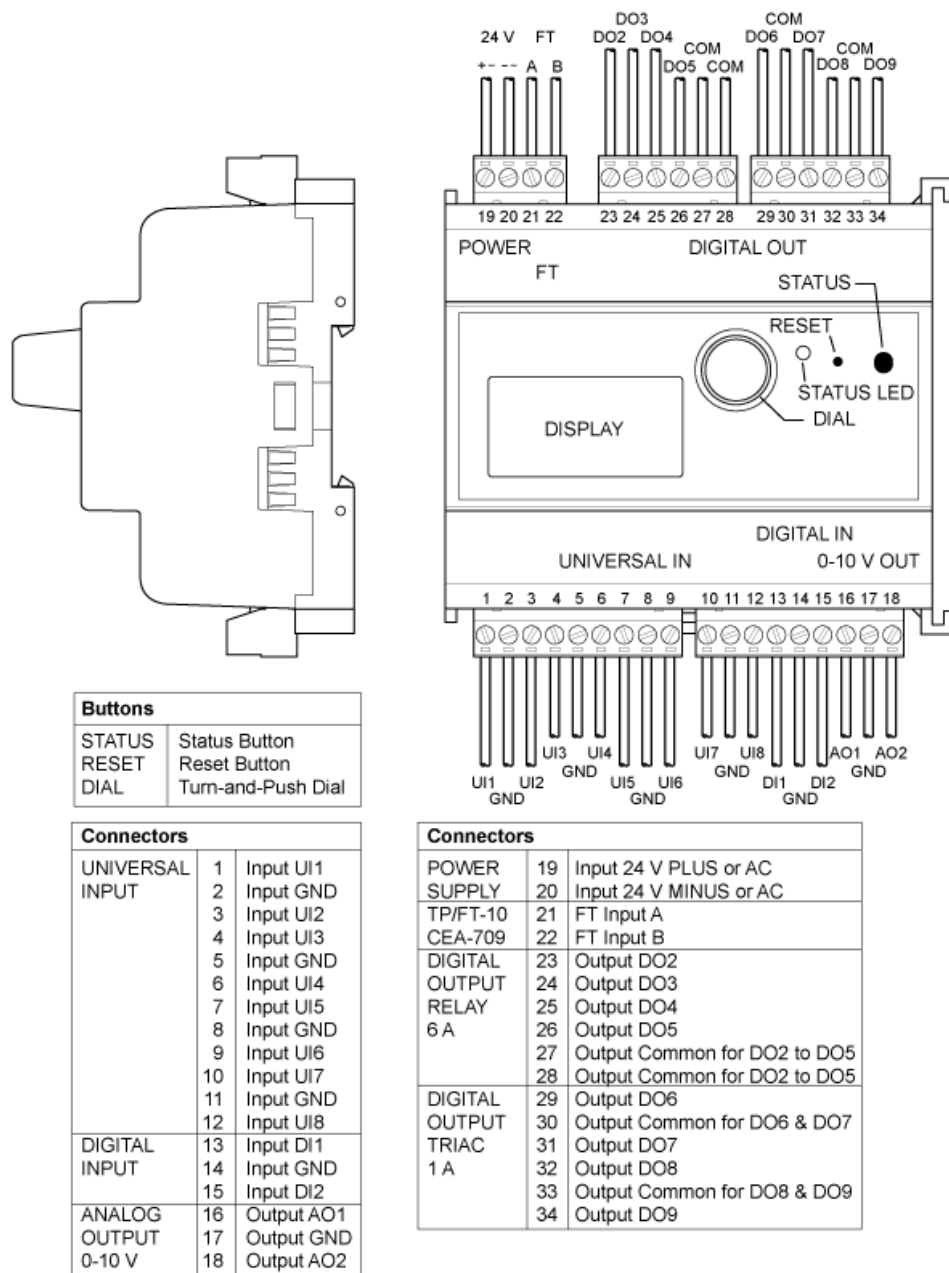 DO3
24 V FT DO2 DO4
COM
DO5 COM
COM
DO6 DO7
COM
DO8 DO9
+~ -~ A B
19 20 21 22 23 24 25 26 27 28 29 30 31 32 33 34
POWER DIGITAL OUT
FT
STATUS
RESET
STATUS LED
DIAL
DISPLAY
DIGITAL IN
UNIVERSAL IN 0-10 V OUT
1 2 3 4 5 6 7 8 9 10 11 12 13 14 15 16 17 18
UI1 GND UI2 UI3 GND UI4 UI5 GND UI6 UI7 GND UI8 DI1 GND DI2 AO1 GND AO2
Buttons
STATUS Status Button
RESET Reset Button
DIAL Turn-and-Push Dial
Connectors
UNIVERSAL 1 Input UI1
INPUT 2 Input GND
3 Input UI2
4 Input UI3
5 Input GND
6 Input UI4
7 Input UI5
8 Input GND
9 Input UI6
10 Input UI7
11 Input GND
12 Input UI8
DIGITAL 13 Input DI1
INPUT 14 Input GND
15 Input DI2
ANALOG 16 Output AO1
OUTPUT 17 Output GND
0-10 V 18 Output AO2
Connectors
POWER 19 Input 24 V PLUS or AC
SUPPLY 20 Input 24 V MINUS or AC
TP/FT-10 21 FT Input A
CEA-709 22 FT Input B
DIGITAL 23 Output DO2
OUTPUT 24 Output DO3
RELAY 25 Output DO4
6 A 26 Output DO5
27 Output Common for DO2 to DO5
28 Output Common for DO2 to DO5
DIGITAL 29 Output DO6
OUTPUT 30 Output Common for DO6 & DO7
TRIAC 31 Output DO7
1 A 32 Output DO8
33 Output Common for DO8 & DO9
34 Output DO9